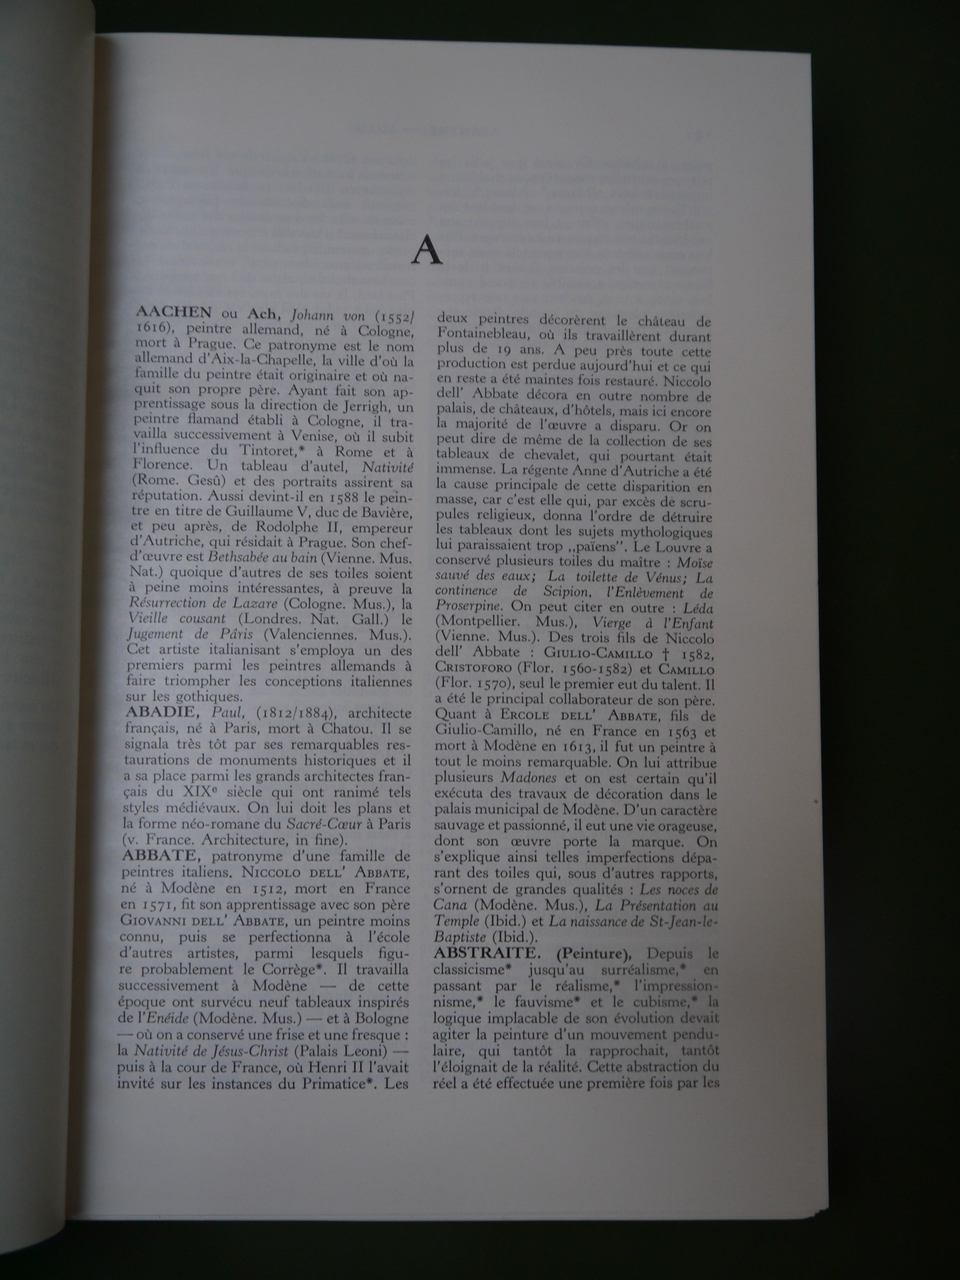 A
AACHEN ou Ach, Johann von (1552/
1616), peintre allemand, né à Cologne,
mort à Prague. Ce patronyme est le nom
allemand d'Aix-la-Chapelle, la ville d'où la
famille du peintre était originaire et où na-
quit son propre père. Ayant fait son ap-
prentissage sous la direction de Jerrigh, un
peintre flamand établi à Cologne, il tra-
vailla successivement à Venise, où il subit
l'influence du Tintoret,* à Rome et à
Florence. Un tableau d'autel, Nativité
(Rome. Gesû) et des portraits assirent sa
réputation. Aussi devint-il en 1588 le pein-
tre en titre de Guillaume V, duc de Bavière,
et peu après, de Rodolphe II, empereur
d'Autriche, qui résidait à Prague. Son chef-
d'œuvre est Bethsabée au bain (Vienne. Mus.
Nat.) quoique d'autres de ses toiles soient
à peine moins intéressantes, à preuve la
Résurrection de Lazare (Cologne. Mus.), la
Vieille cousant (Londres. Nat. Gall.) le
Jugement de Pâris (Valenciennes. Mus.).
Cet artiste italianisant s'employa un des
premiers parmi les peintres allemands à
faire triompher les conceptions italiennes
sur les gothiques.
ABADIE, Paul, (1812/1884), architecte
français, né à Paris, mort à Chatou. Il se
signala très tôt par ses remarquables res-
taurations de monuments historiques et il
a sa place parmi les grands architectes fran-
çais du XIXe siècle qui ont ranimé tels
styles médiévaux. On lui doit les plans et
la forme néo-romane du Sacré-Cœur à Paris
(v. France. Architecture, in fine).
ABBATE, patronyme d'une famille de
peintres italiens. NICCOLO DELL' ABBATE,
né à Modène en 1512, mort en France
en 1571, fit son apprentissage avec son père
GIOVANNI DELL' ABBATE, un peintre moins
connu, puis se perfectionna à l'école
d'autres artistes, parmi lesquels figu-
re probablement le Corrège*. Il travailla
successivement à Modène — de cette
époque ont survécu neuf tableaux inspirés
de l'Enéide (Modène. Mus.) — et à Bologne
— où on a conservé une frise et une fresque :
la Nativité de Jésus-Christ (Palais Leoni) —
puis à la cour de France, où Henri II l'avait
invité sur les instances du Primatice*. Les
deux peintres décorèrent le château de
Fontainebleau, où ils travaillèrent durant
plus de 19 ans. A peu près toute cette
production est perdue aujourd'hui et ce qui
en reste a été maintes fois restauré. Niccolo
dell' Abbate décora en outre nombre de
palais, de châteaux, d'hôtels, mais ici encore
la majorité de l'œuvre a disparu. Or on
peut dire de même de la collection de ses
tableaux de chevalet, qui pourtant était
immense. La régente Anne d'Autriche a été
la cause principale de cette disparition en
masse, car c'est elle qui, par excès de scru-
pules religieux, donna l'ordre de détruire
les tableaux dont les sujets mythologiques
lui paraissaient trop „païens”. Le Louvre a
conservé plusieurs toiles du maître : Moïse
sauvé des eaux; La toilette de Vénus; La
continence de Scipion, l'Enlèvement de
Proserpine. On peut citer en outre : Léda
(Montpellier. Mus.), Vierge à l'Enfant
(Vienne. Mus.). Des trois fils de Niccolo
dell' Abbate : GIULIO-CAMILLO † 1582,
CRISTOFORO (Flor. 1560-1582) et CAMILLO
(Flor. 1570), seul le premier eut du talent. Il
a été le principal collaborateur de son père.
Quant à ERCOLE DELL' ABBATE, fils de
Giulio-Camillo, né en France en 1563 et
mort à Modène en 1613, il fut un peintre à
tout le moins remarquable. On lui attribue
plusieurs Madones et on est certain qu'il
exécuta des travaux de décoration dans le
palais municipal de Modène. D'un caractère
sauvage et passionné, il eut une vie orageuse,
dont son œuvre porte la marque. On
s'explique ainsi telles imperfections dépa-
rant des toiles qui, sous d'autres rapports,
s'ornent de grandes qualités : Les noces de
Cana (Modène. Mus.), La Présentation au
Temple (Ibid.) et La naissance de St-Jean-le-
Baptiste (Ibid.).
ABSTRAITE. (Peinture), Depuis le
classicisme* jusqu'au surréalisme,* en
passant par le réalisme,* l'impression-
nisme,* le fauvisme* et le cubisme,* la
logique implacable de son évolution devait
agiter la peinture d'un mouvement pendu-
laire, qui tantôt la rapprochait, tantôt
l'éloignait de la réalité. Cette abstraction du
réel a été effectuée une première fois par les